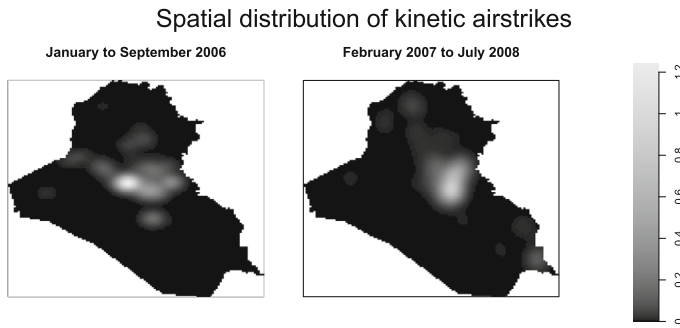 Spatial distribution of kinetic airstrikes
January to September 2006
February 2007 to July 2008
1.2
1
0.8
0.6
0.4
0.2
0